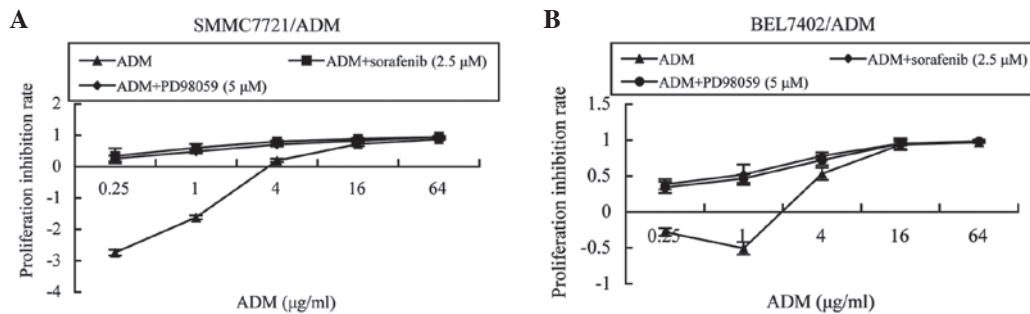 A
SMMC7721/ADM
ADM
ADM+sorafenib (2.5 μM)
ADM+PD98059 (5 μM)
Proliferation inhibition rate
2
1
0
-1
-2
-3
-4
0.25 1 4 16 64
ADM (μg/ml)
B
BEL7402/ADM
ADM
ADM+sorafenib (2.5 μM)
ADM+PD98059 (5 μM)
Proliferation inhibition rate
1.5
1
0.5
0
-0.5
-1
0.25 1 4 16 64
ADM (μg/ml)